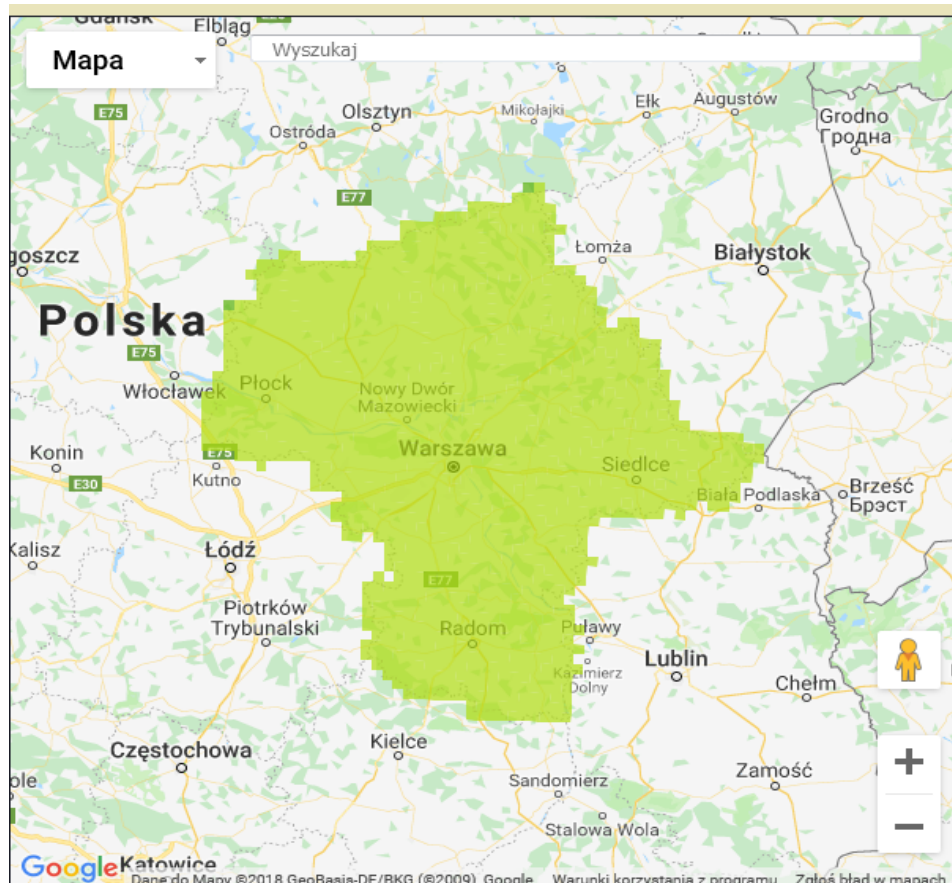 Gdańsk
Elbląg
Mapa
Wyszukaj
E75
Olsztyn
Mikołajki
Ełk
Augustów
Grodno
Гродна
Ostróda
E77
Łomża
Białystok
goszcz
Polska
E75
Włocławek
Płock
Nowy Dwór
Mazowiecki
Warszawa
Konin
E75
Kutno
E30
Siedlce
Biała Podlaska
Brześć
Брэст
Kalisz
Łódź
E77
Piotrków
Trybunalski
Radom
Puławy
Kazimierz
Dolny
Lublin
Chełm
Częstochowa
Kielce
Sandomierz
Zamość
ole
Stalowa Wola
Google
Katowice
Dane do Mapy ©2018 GeoBasis-DE/BKG (©2009), Google
Warunki korzystania z programu
Zgłoś błąd w mapach